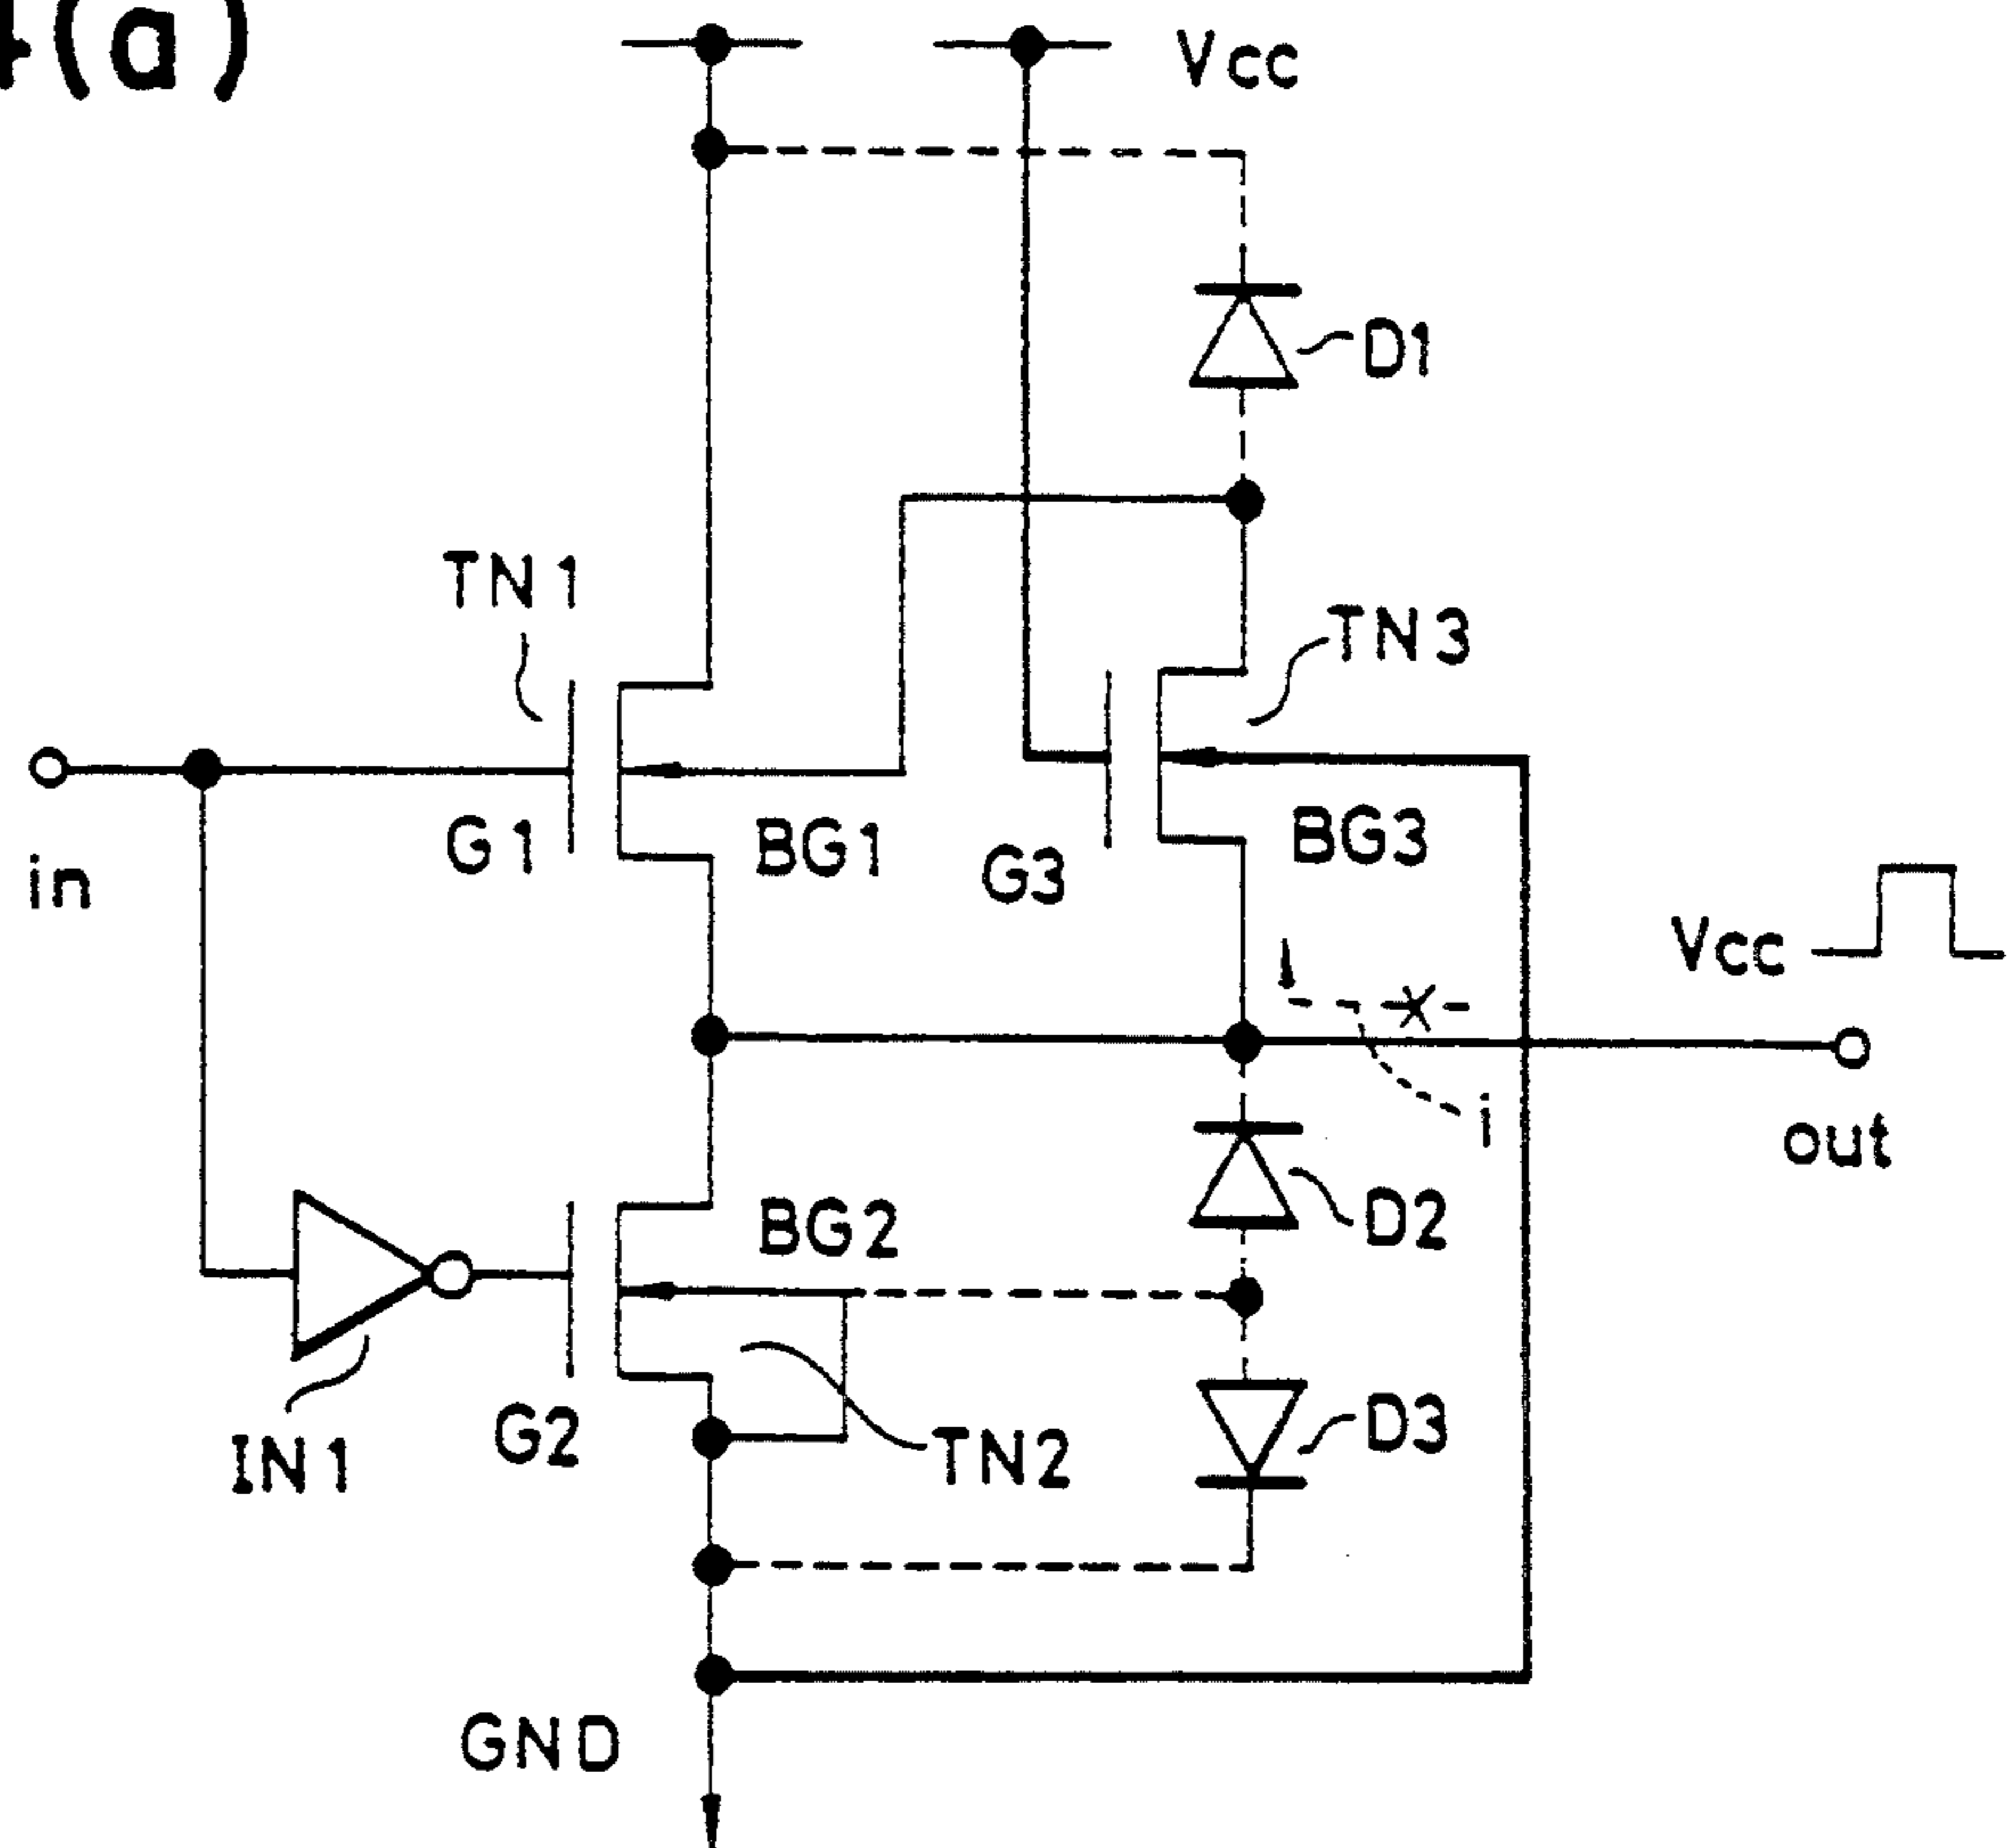 4(a)
Vcc
D1
TN1
TN3
G1
BG1
G3
BG3
in
Vcc
i
out
BG2
D2
IN1
G2
TN2
D3
GND